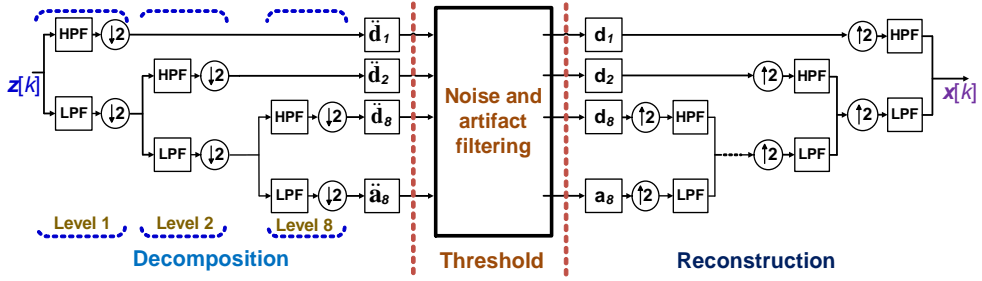 HPF ↓2 d̈1 d1 ↑2 HPF
z[k] HPF ↓2 d̈2 d2 ↑2 HPF x[k]
LPF ↓2 HPF ↓2 d̈8 d8 ↑2 HPF ↑2 LPF
Noise and
artifact
filtering
LPF ↓2 ↑2 LPF
LPF ↓2 ä8 a8 ↑2 LPF
Level 1 Level 2 Level 8
Decomposition Threshold Reconstruction